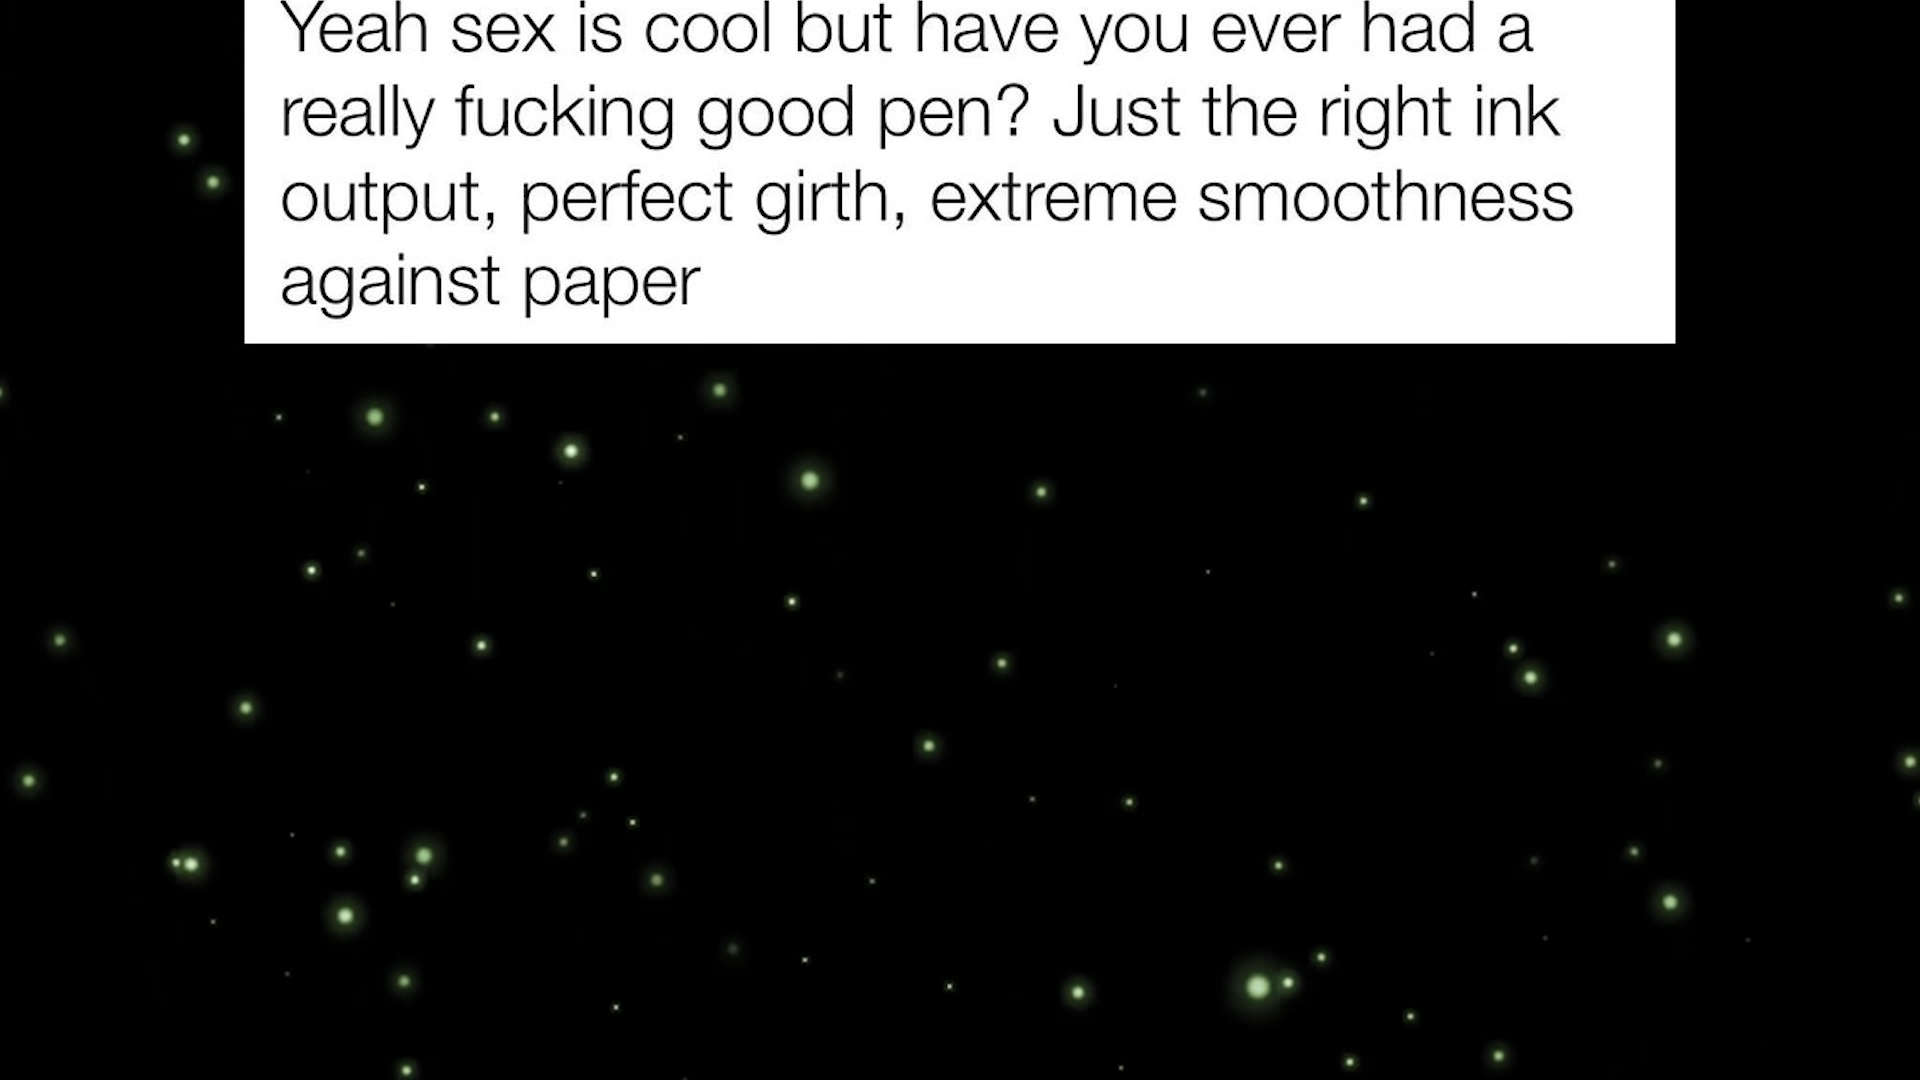 Yeah sex is cool but have you ever had a
really fucking good pen? Just the right ink
output, perfect girth, extreme smoothness
against paper